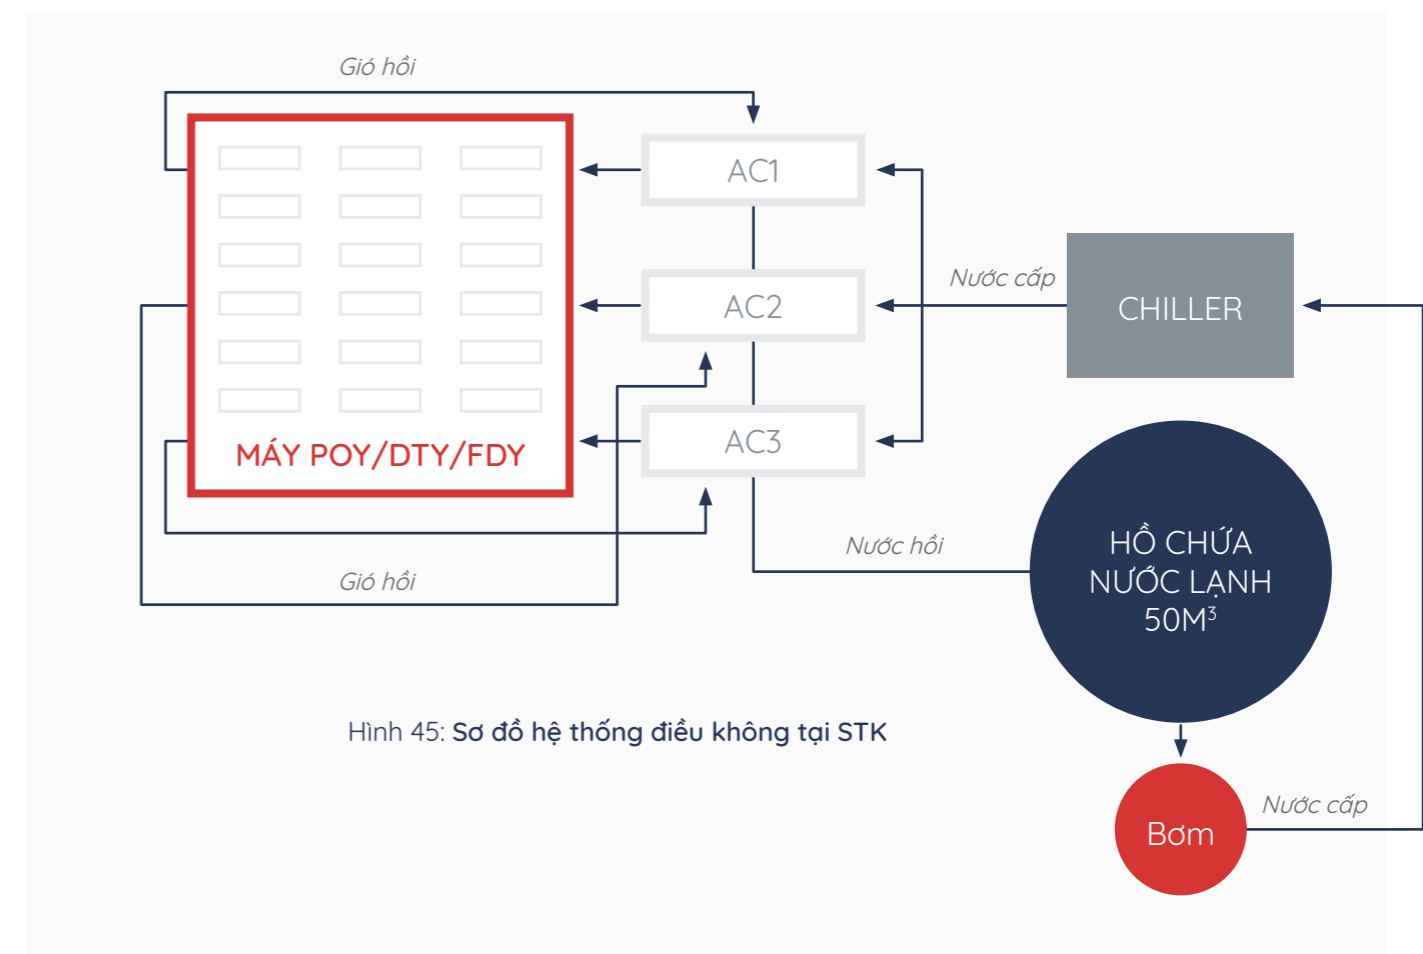 Gió hồi
AC1
Nước cấp
CHILLER
AC2
AC3
MÁY POY/DTY/FDY
Nước hồi
HỒ CHỨA
NƯỚC LẠNH
50M³
Gió hồi
Hình 45: Sơ đồ hệ thống điều không tại STK
Nước cấp
Bơm